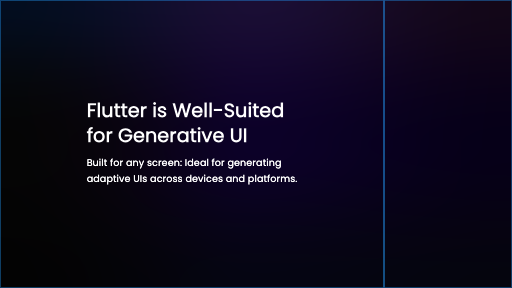 Flutter is Well-Suited
for Generative UI
Built for any screen: Ideal for generating
adaptive UIs across devices and platforms.